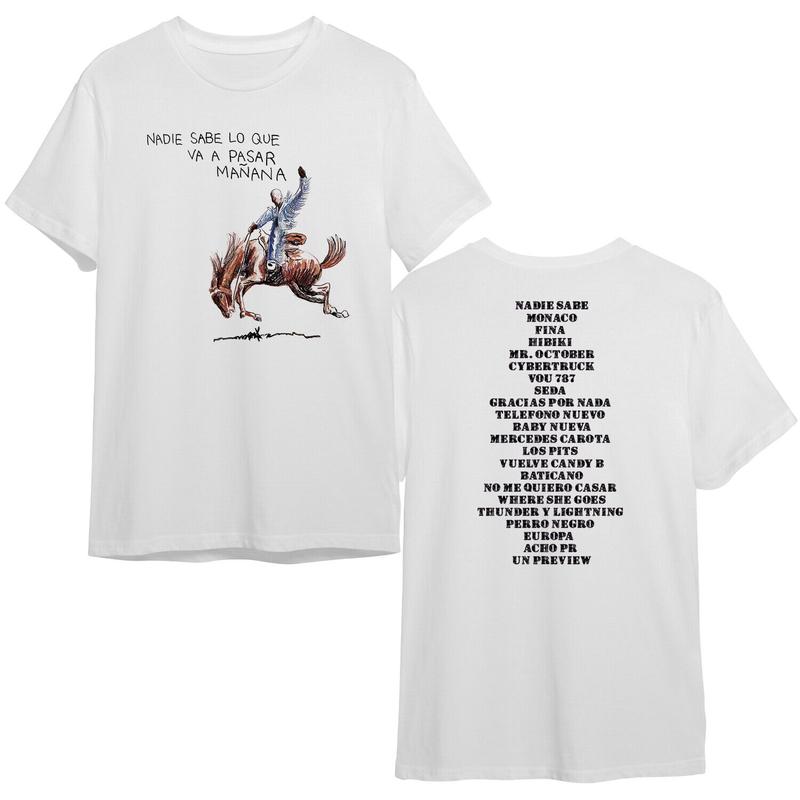 NADIE SABE LO QUE
VA A PASAR
MAÑANA
NADIE SABE
MONACO
FINA
HIBIKI
MR. OCTOBER
CYBERTRUCK
VOU 787
SEDA
GRACIAS POR NADA
TELEFONO NUEVO
BABY NUEVA
MERCEDES CAROTA
LOS PITS
VUELVE CANDY B
BATICANO
NO ME QUIERO CASAR
WHERE SHE GOES
THUNDER Y LIGHTNING
PERRO NEGRO
EUROPA
ACHO PR
UN PREVIEW